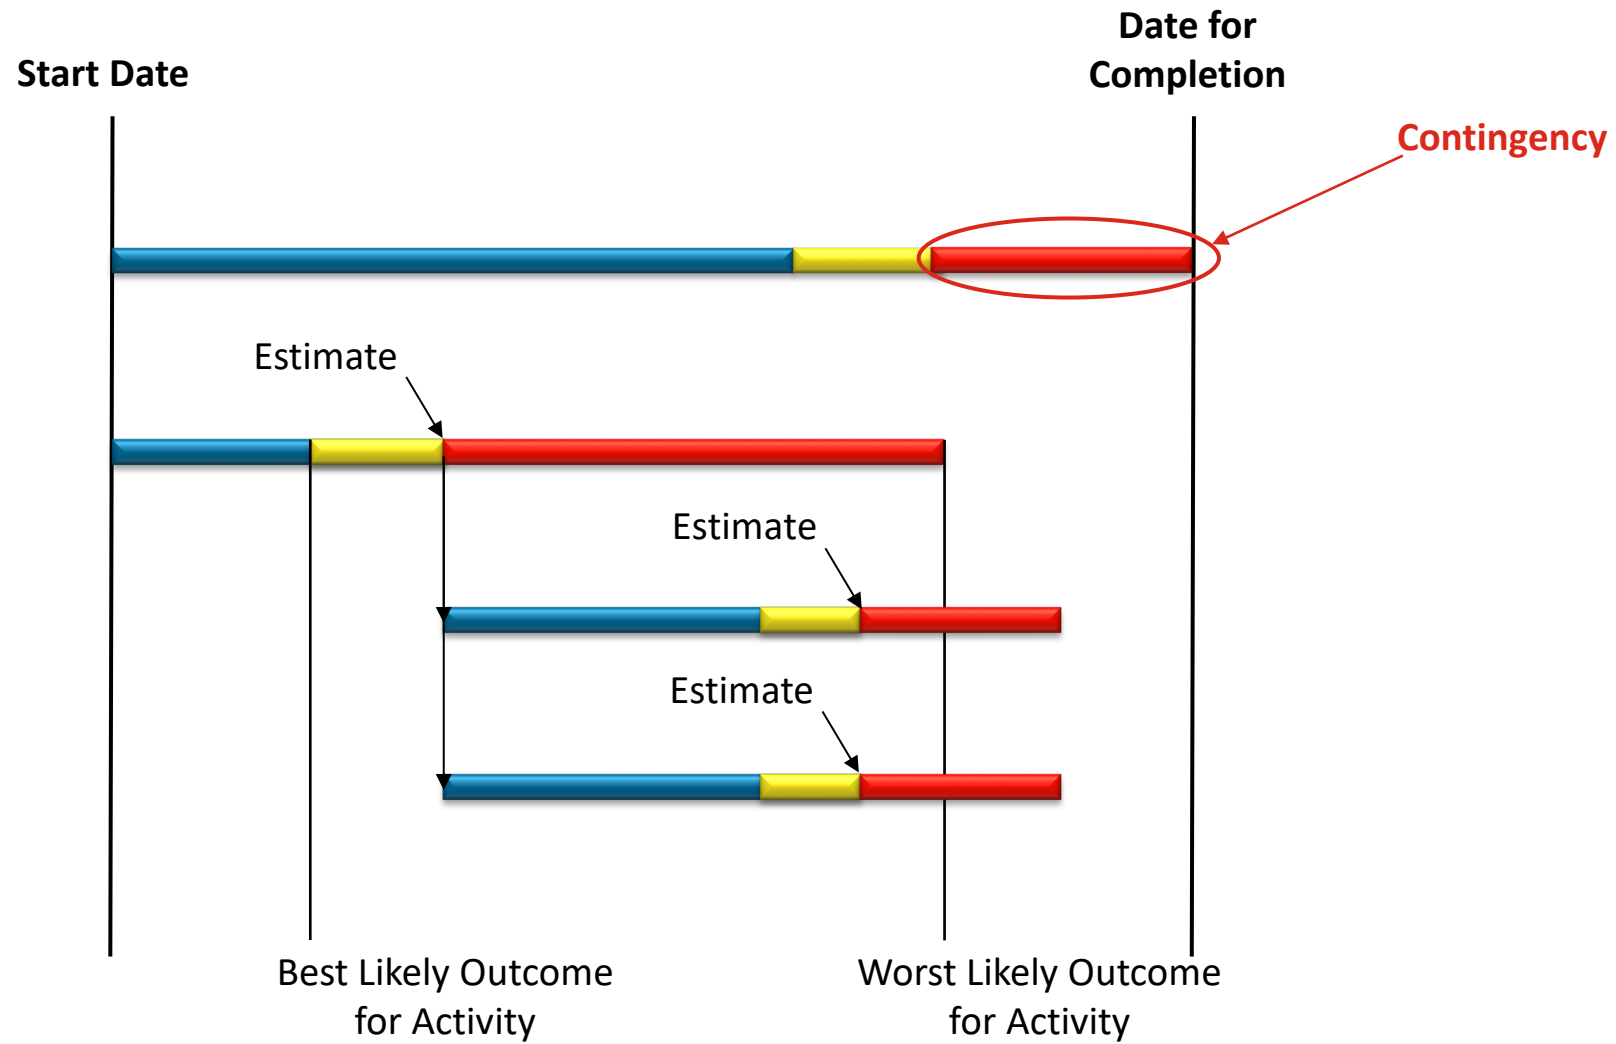 Date for
Completion
Start Date
Contingency
Estimate
Estimate
Estimate
Best Likely Outcome
for Activity
Worst Likely Outcome
for Activity